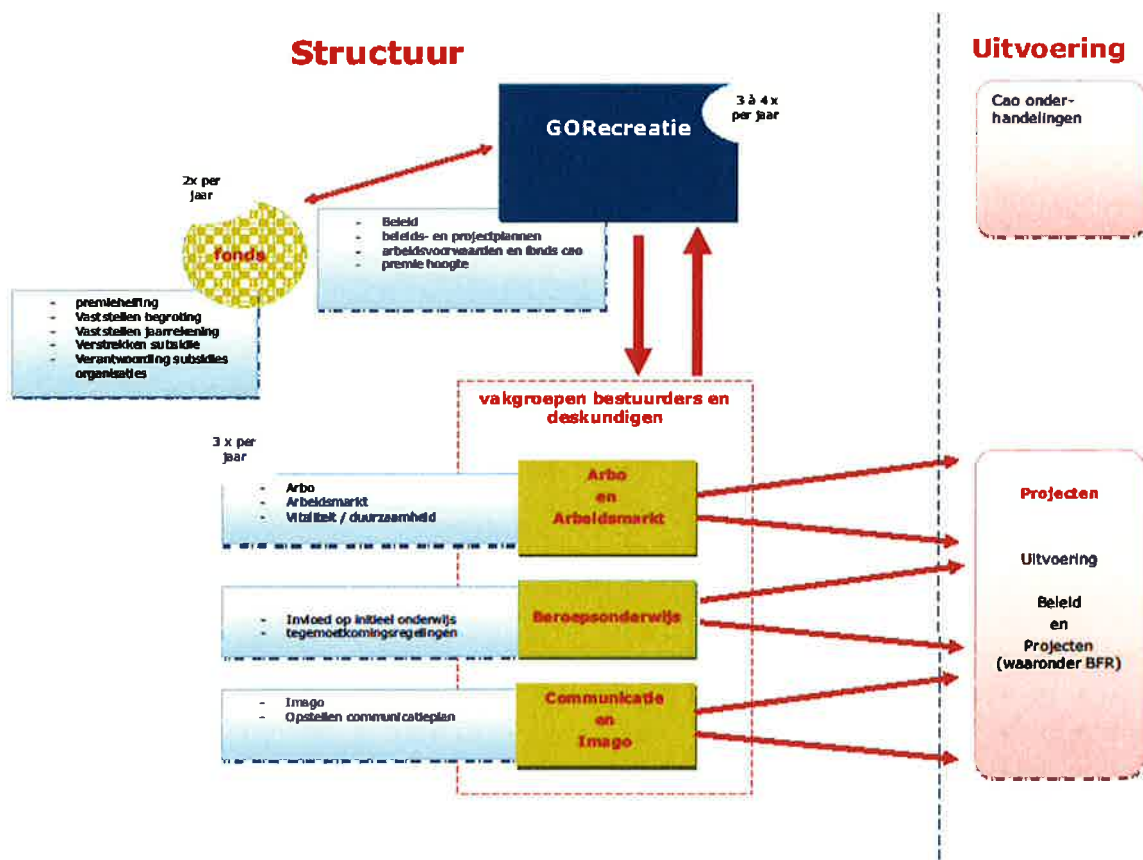 Structuur
Uitvoering
GORecreatie
3 à 4 x
per jaar
Cao onder-
handelingen
2x per
jaar
fonds
- Beleid
- beleids- en projectplannen
- arbeidsvoorwaarden en fonds cao
- premie hoogte
- premieheffing
- Vaststellen begroting
- Vaststellen jaarrekening
- Verstrekken subsidie
- Verantwoording subsidies
organisaties
vakgroepen bestuurders en
deskundigen
3 x per
jaar
- Arbo
- Arbeidsmarkt
- Vitaliteit / duurzaamheid
Arbo
en
Arbeidsmarkt
- Invloed op initieel onderwijs
- tegemoetkomingsregelingen
Beroepsonderwijs
- Imago
- Opstellen communicatieplan
Communicatie
en
Imago
Projecten
Uitvoering
Beleid
en
Projecten
(waaronder BFR)